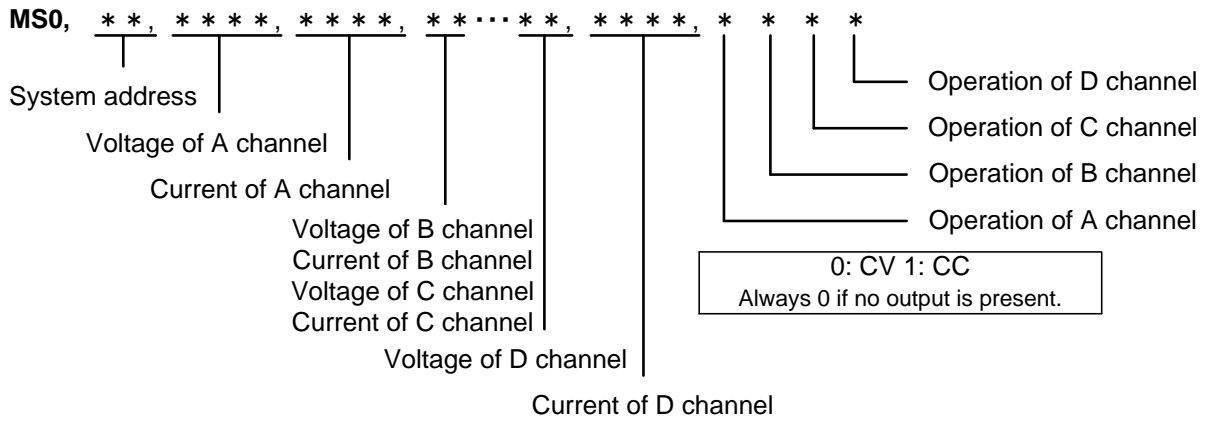 MS0, **, ****, ****, **···**, ****, * * * *
Operation of D channel
System address
Operation of C channel
Voltage of A channel
Operation of B channel
Current of A channel
Operation of A channel
Voltage of B channel
Current of B channel
Voltage of C channel
Current of C channel
0: CV 1: CC
Always 0 if no output is present.
Voltage of D channel
Current of D channel